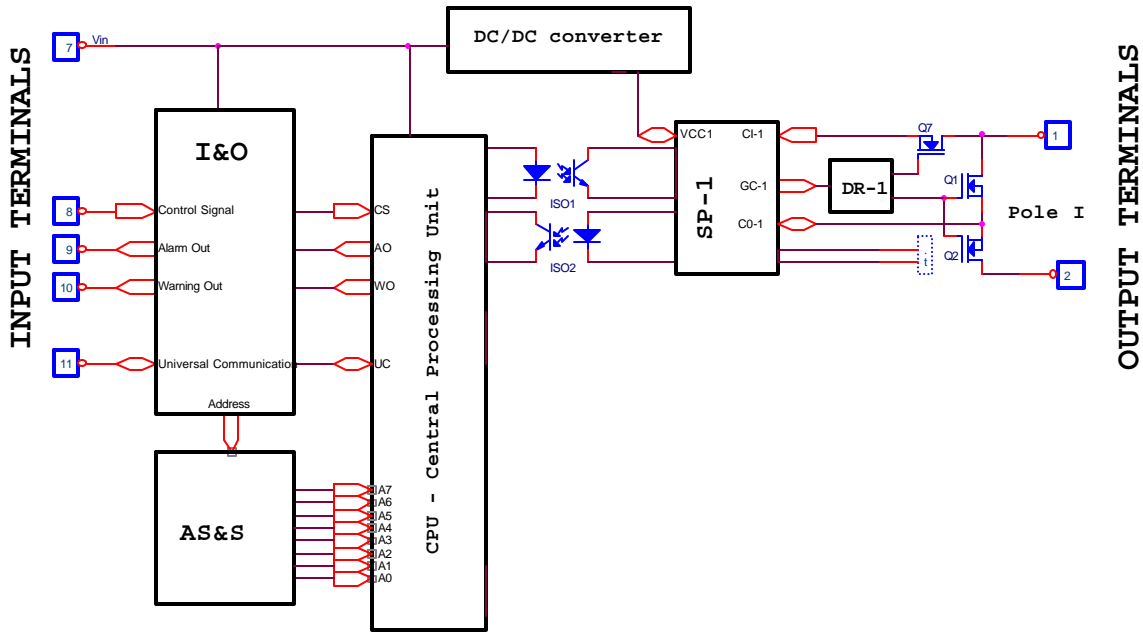 INPUT TERMINALS
7
Vin
8
9
10
11
I&O
Control Signal
Alarm Out
Warning Out
Universal Communication
Address
AS&S
DC/DC converter
CPU - Central Processing Unit
CS
AO
WO
UC
A7
A6
A5
A4
A3
A2
A1
A0
ISO1
ISO2
SP-1
VCC1
CI-1
GC-1
C0-1
DR-1
Q7
Q1
Q2
t
1
Pole I
2
OUTPUT TERMINALS